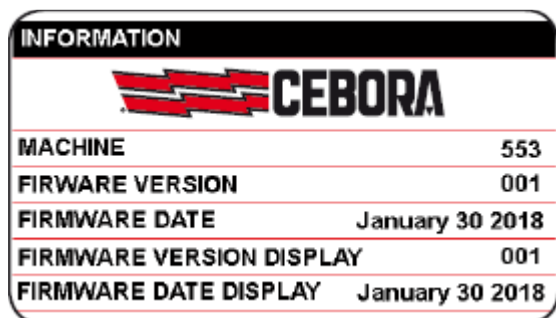 INFORMATION
CEBORA
MACHINE 553
FIRWARE VERSION 001
FIRMWARE DATE January 30 2018
FIRMWARE VERSION DISPLAY 001
FIRMWARE DATE DISPLAY January 30 2018